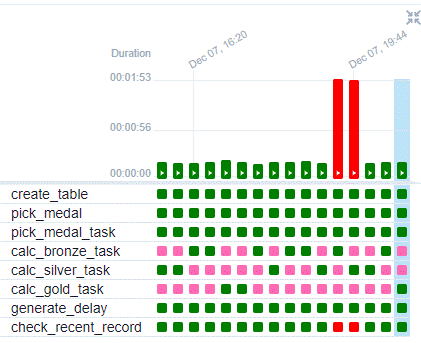 Duration
Dec 07, 16:20
Dec 07, 19:44
00:01:53
00:00:56
00:00:00
create_table
pick_medal
pick_medal_task
calc_bronze_task
calc_silver_task
calc_gold_task
generate_delay
check_recent_record